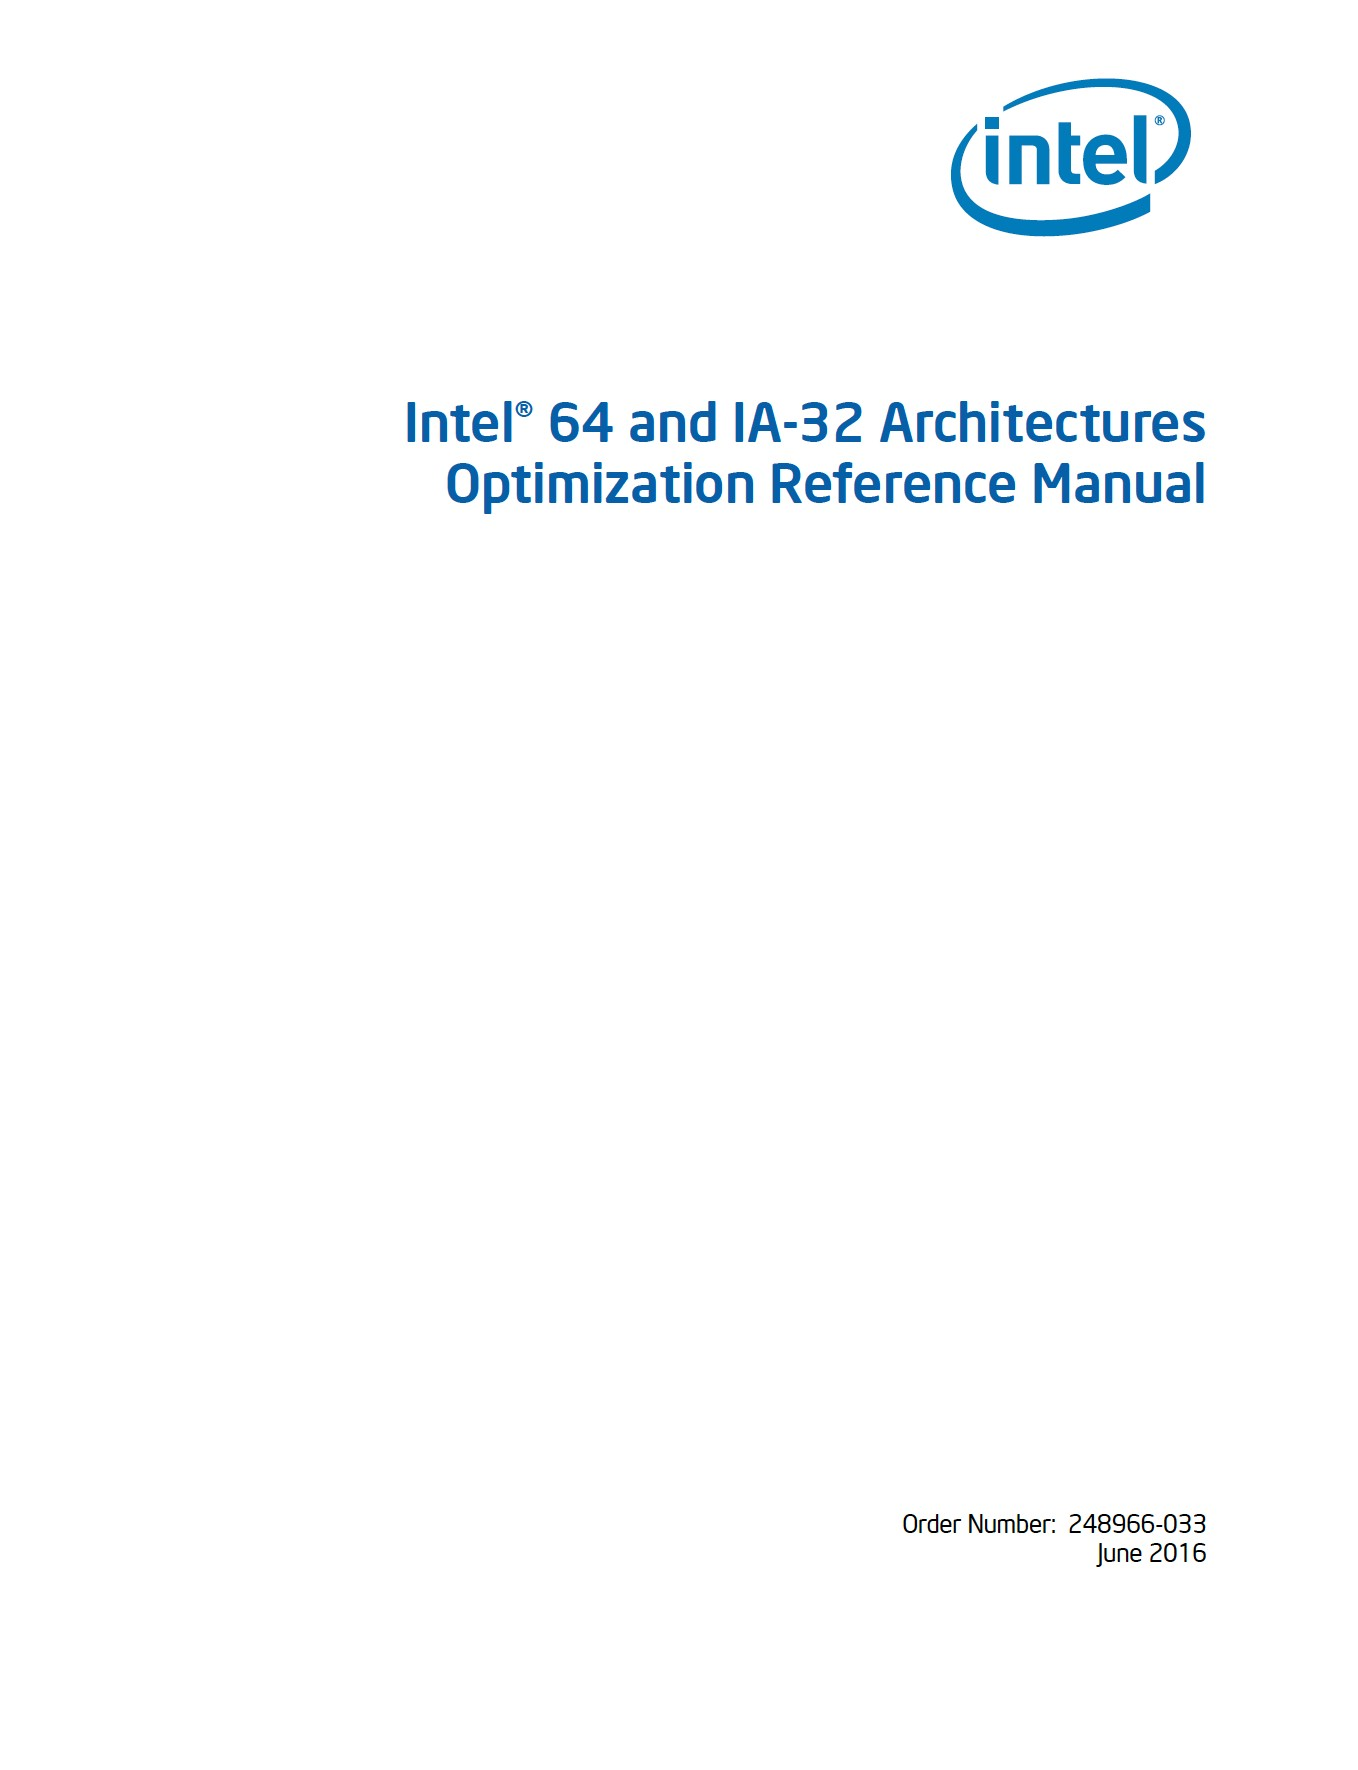 intel®
Intel® 64 and IA-32 Architectures
Optimization Reference Manual
Order Number: 248966-033
June 2016